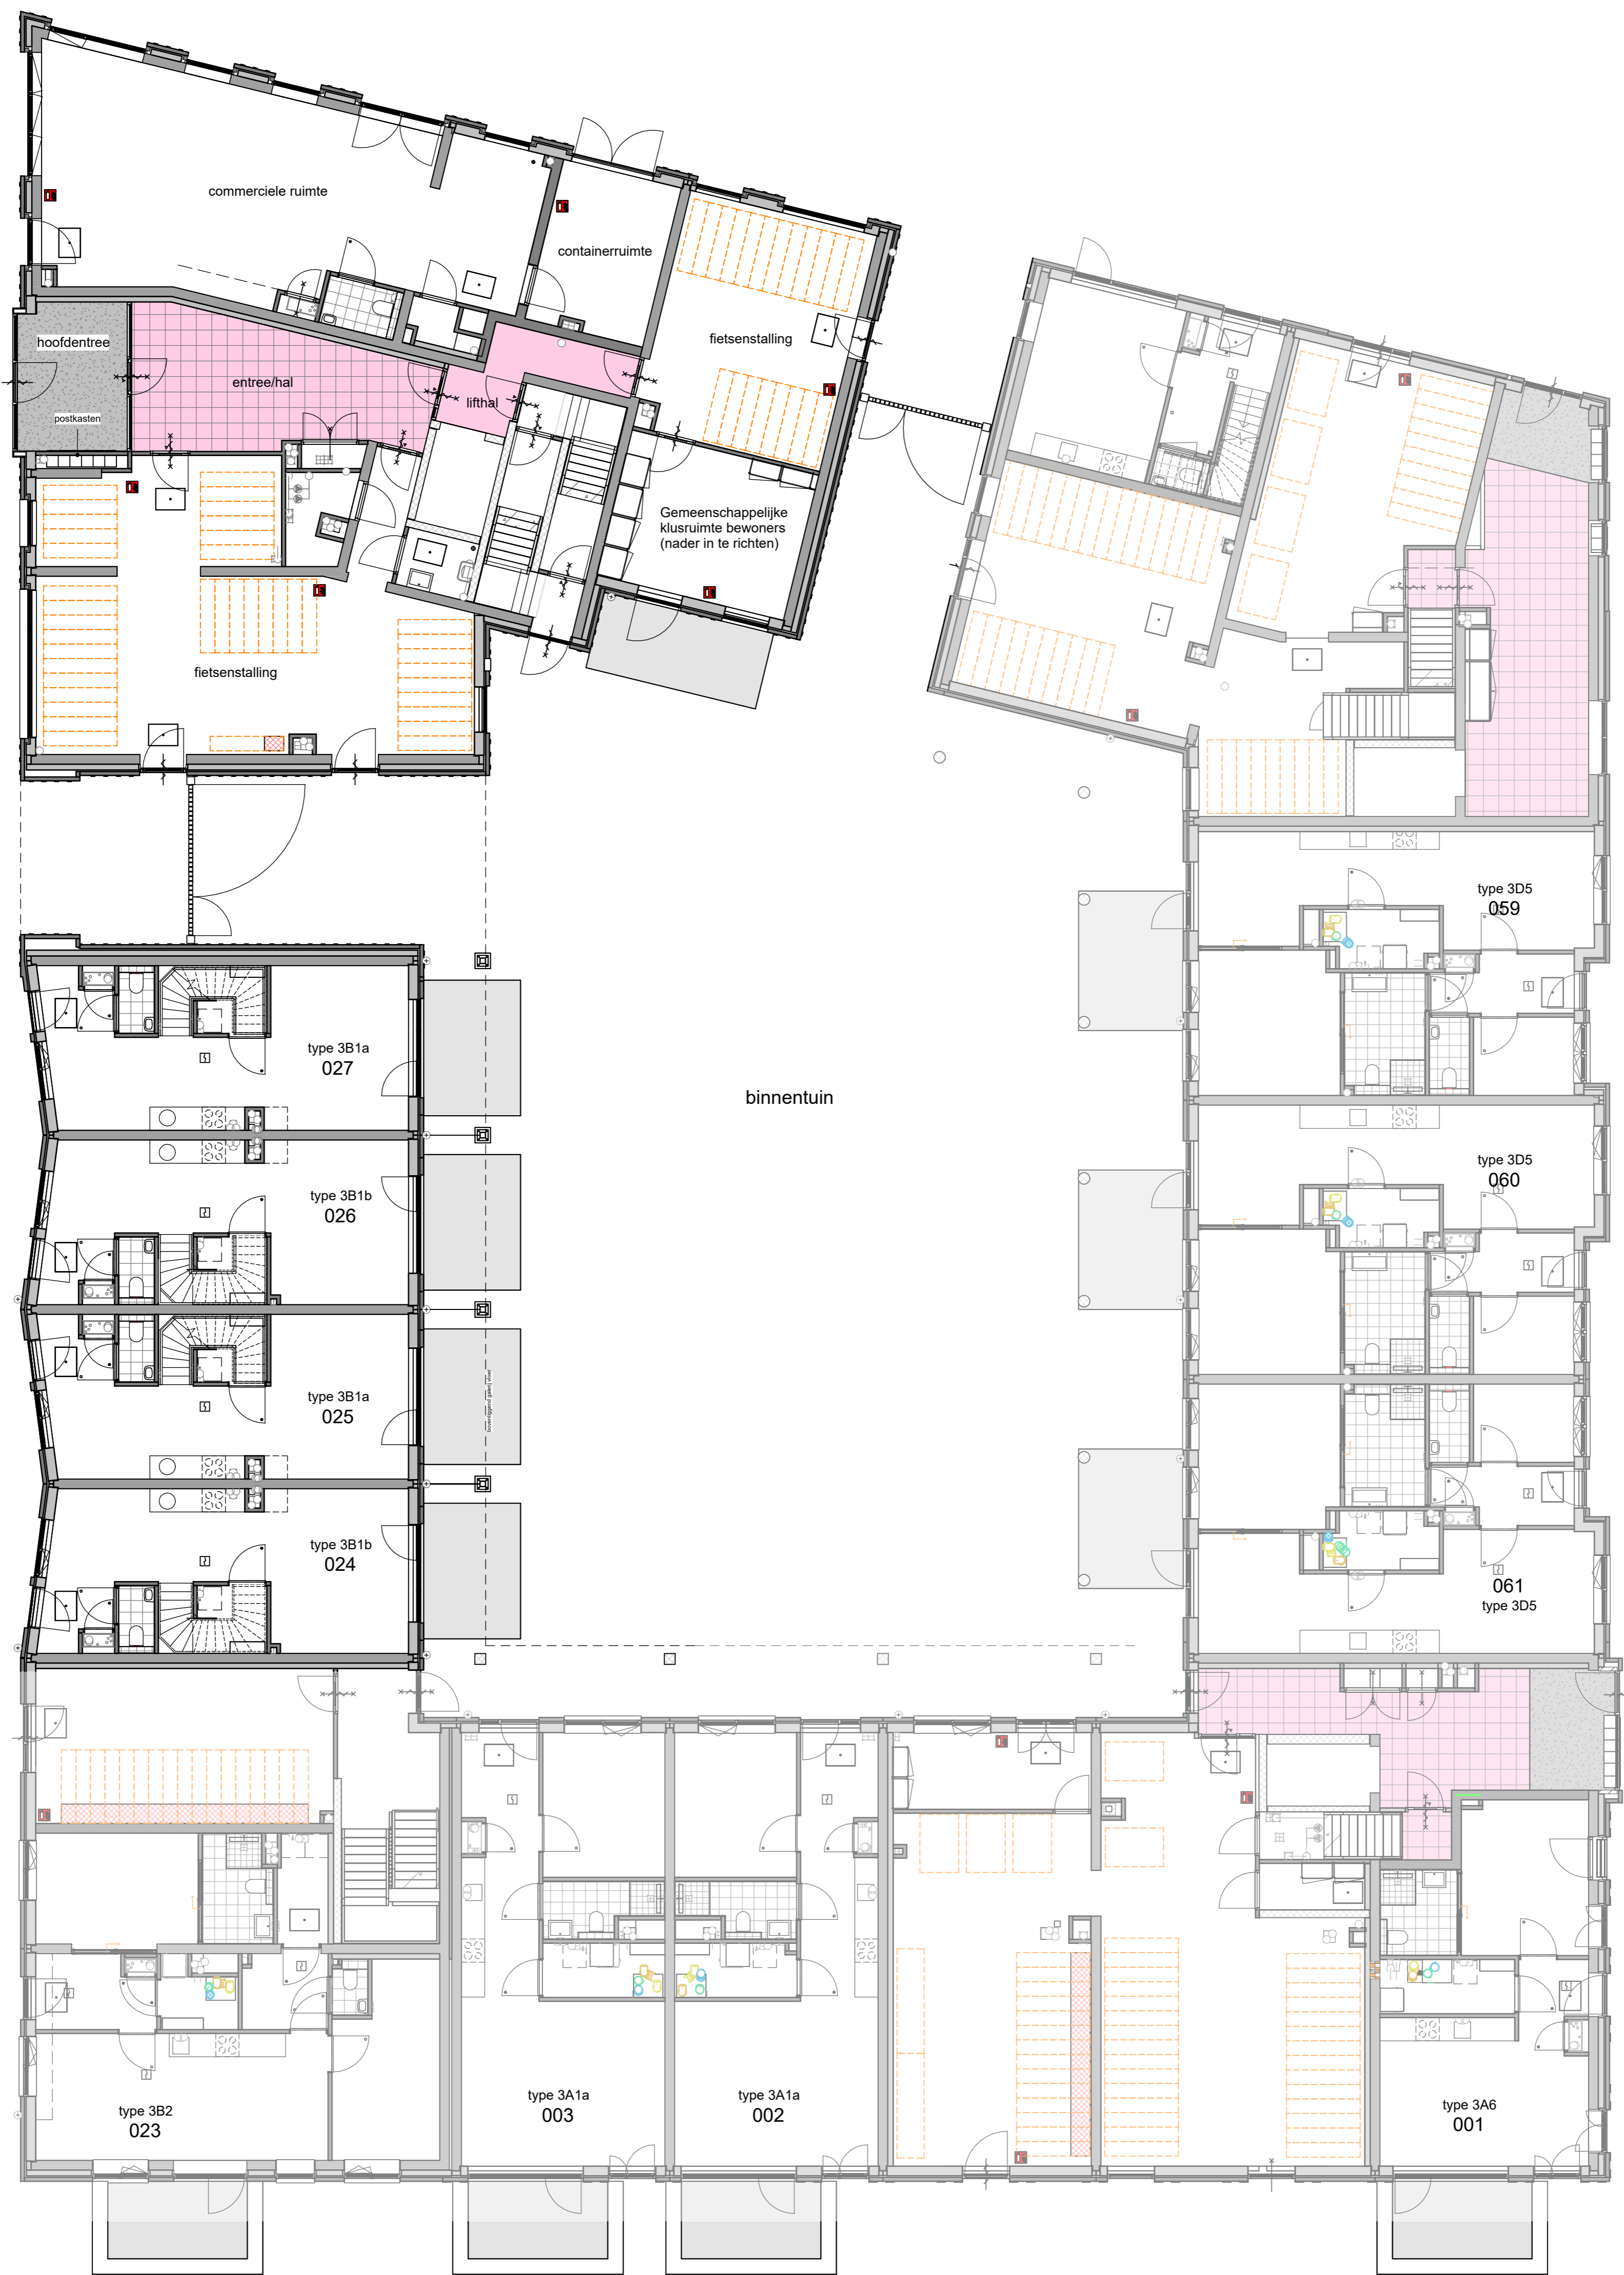 commerciele ruimte
containerruimte
fietsenstalling
hoofdentree
entree/hal
lifthal
postkasten
Gemeenschappelijke
klusruimte bewoners
(nader in te richten)
fietsenstalling
type 3D5
059
type 3B1a
027
binnentuin
type 3D5
060
type 3B1b
026
type 3B1a
025
type 3B1b
024
061
type 3D5
type 3B2
023
type 3A1a
003
type 3A1a
002
type 3A6
001